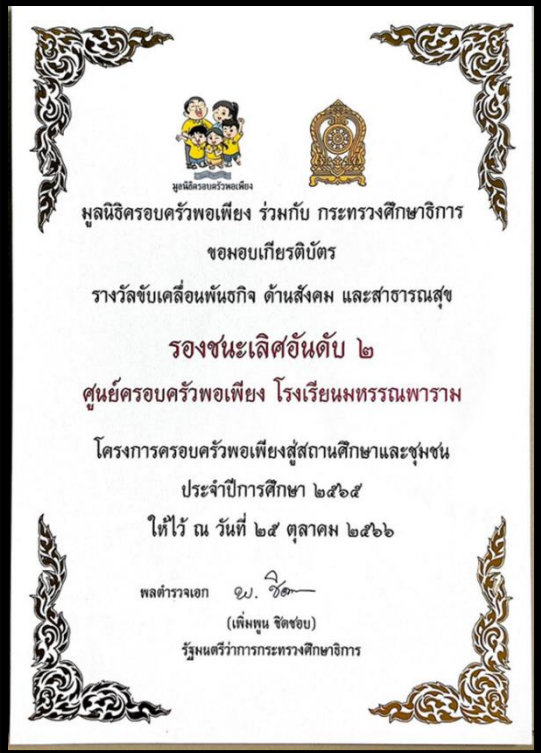 มูลนิธิครอบครัวพอเพียง
มูลนิธิครอบครัวพอเพียง ร่วมกับ กระทรวงศึกษาธิการ
ขอมอบเกียรติบัตร
รางวัลขับเคลื่อนพันธกิจ ด้านสังคม และสาธารณสุข
รองชนะเลิศอันดับ ๒
ศูนย์ครอบครัวพอเพียง โรงเรียนมหรรณพาราม
โครงการครอบครัวพอเพียงสู่สถานศึกษาและชุมชน
ประจำปีการศึกษา ๒๕๖๕
ให้ไว้ ณ วันที่ ๒๕ ตุลาคม ๒๕๖๖
พลตำรวจเอก
(เพิ่มพูน ชิดชอบ)
รัฐมนตรีว่าการกระทรวงศึกษาธิการ